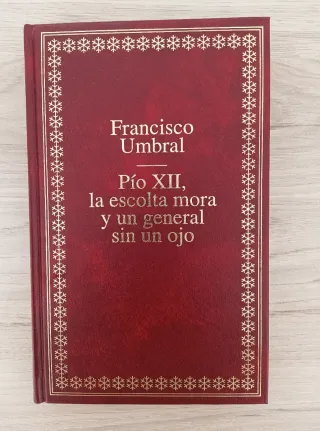 Francisco
Umbral
Pío XII,
la escolta mora
y un general
sin un ojo